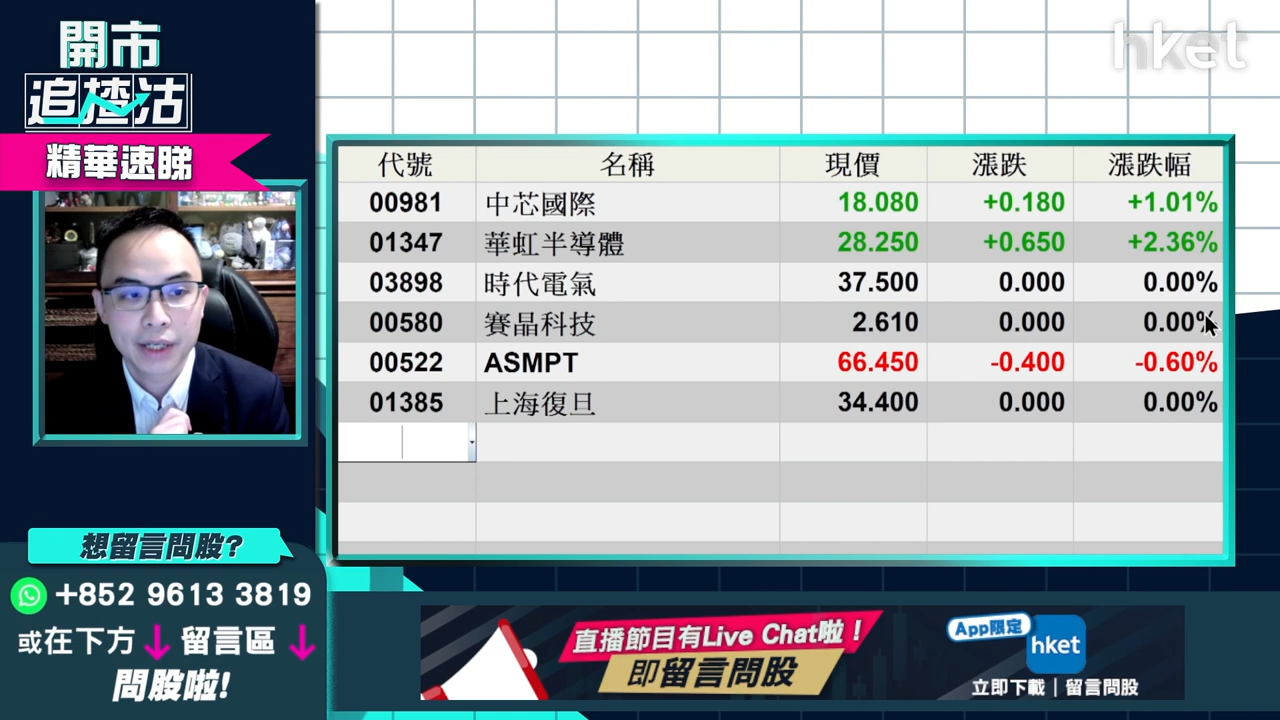 開市
追揸沽
精華速睇
hket
代號 名稱 現價 漲跌 漲跌幅
00981 中芯國際 18.080 +0.180 +1.01%
01347 華虹半導體 28.250 +0.650 +2.36%
03898 時代電氣 37.500 0.000 0.00%
00580 賽晶科技 2.610 0.000 0.00%
00522 ASMPT 66.450 -0.400 -0.60%
01385 上海復旦 34.400 0.000 0.00%
想留言問股?
+852 9613 3819
或在下方↓留言區↓
問股啦!
直播節目有Live Chat啦!
即留言問股
App限定
hket
立即下載|留言問股